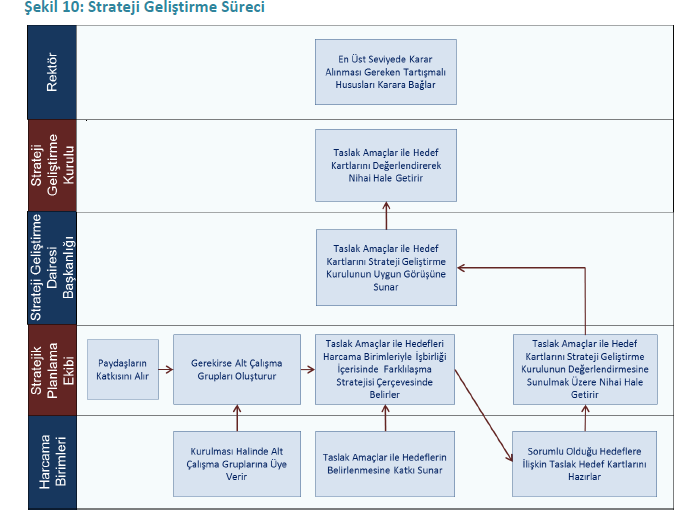 Şekil 10: Strateji Geliştirme Süreci
Rektör
En Üst Seviyede Karar
Alınması Gereken Tartışmalı
Hususları Karara Bağlar
Strateji
Geliştirme
Kurulu
Taslak Amaçlar ile Hedef
Kartlarını Değerlendirerek
Nihai Hale Getirir
Strateji Geliştirme
Dairesi
Başkanlığı
Taslak Amaçlar ile Hedef
Kartlarını Strateji Geliştirme
Kurulunun Uygun Görüşüne
Sunar
Stratejik
Planlama
Ekibi
Paydaşların
Katkısını Alır
Gerekirse Alt Çalışma
Grupları Oluşturur
Taslak Amaçlar ile Hedefleri
Harcama Birimleriyle İşbirliği
İçerisinde Farklılaşma
Stratejisi Çerçevesinde
Belirler
Taslak Amaçlar ile Hedef
Kartlarını Strateji Geliştirme
Kurulunun Değerlendirmesine
Sunulmak Üzere Nihai Hale
Getirir
Harcama
Birimleri
Kurulması Halinde Alt
Çalışma Gruplarına Üye
Verir
Taslak Amaçlar ile Hedeflerin
Belirlenmesine Katkı Sunar
Sorumlu Olduğu Hedeflere
İlişkin Taslak Hedef Kartlarını
Hazırlar